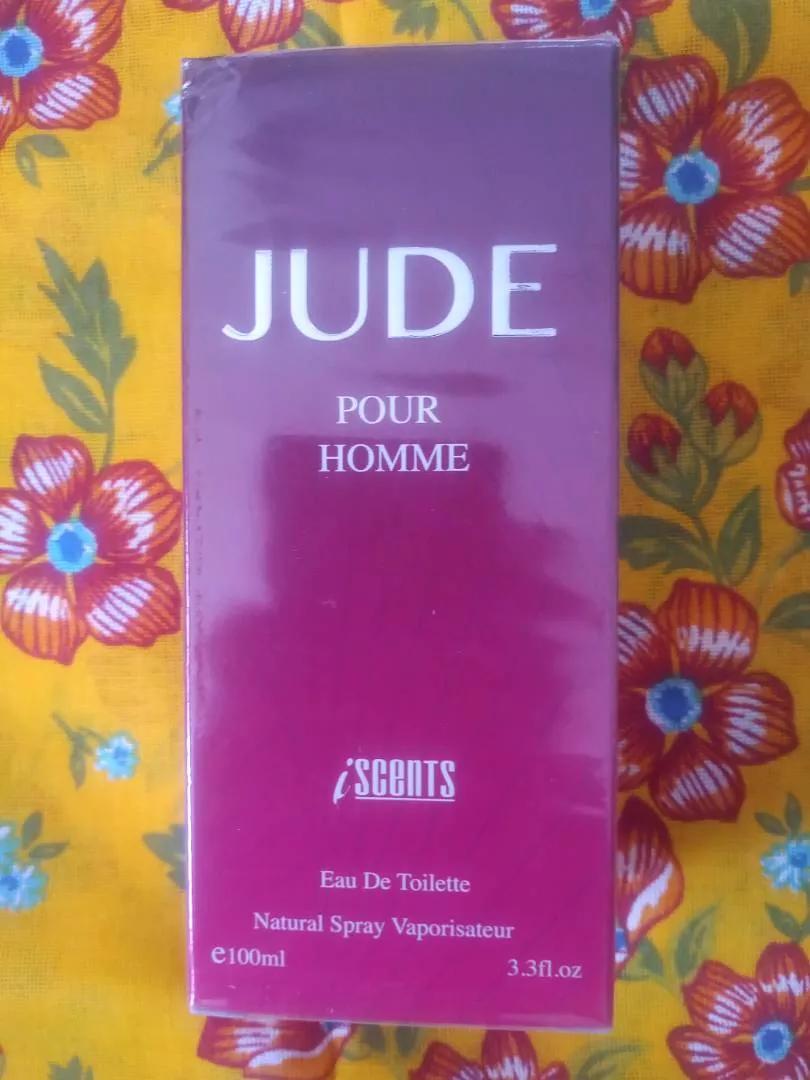 JUDE
POUR
HOMME
iscents
Eau De Toilette
Natural Spray Vaporisateur
e100ml
3.3fl.oz